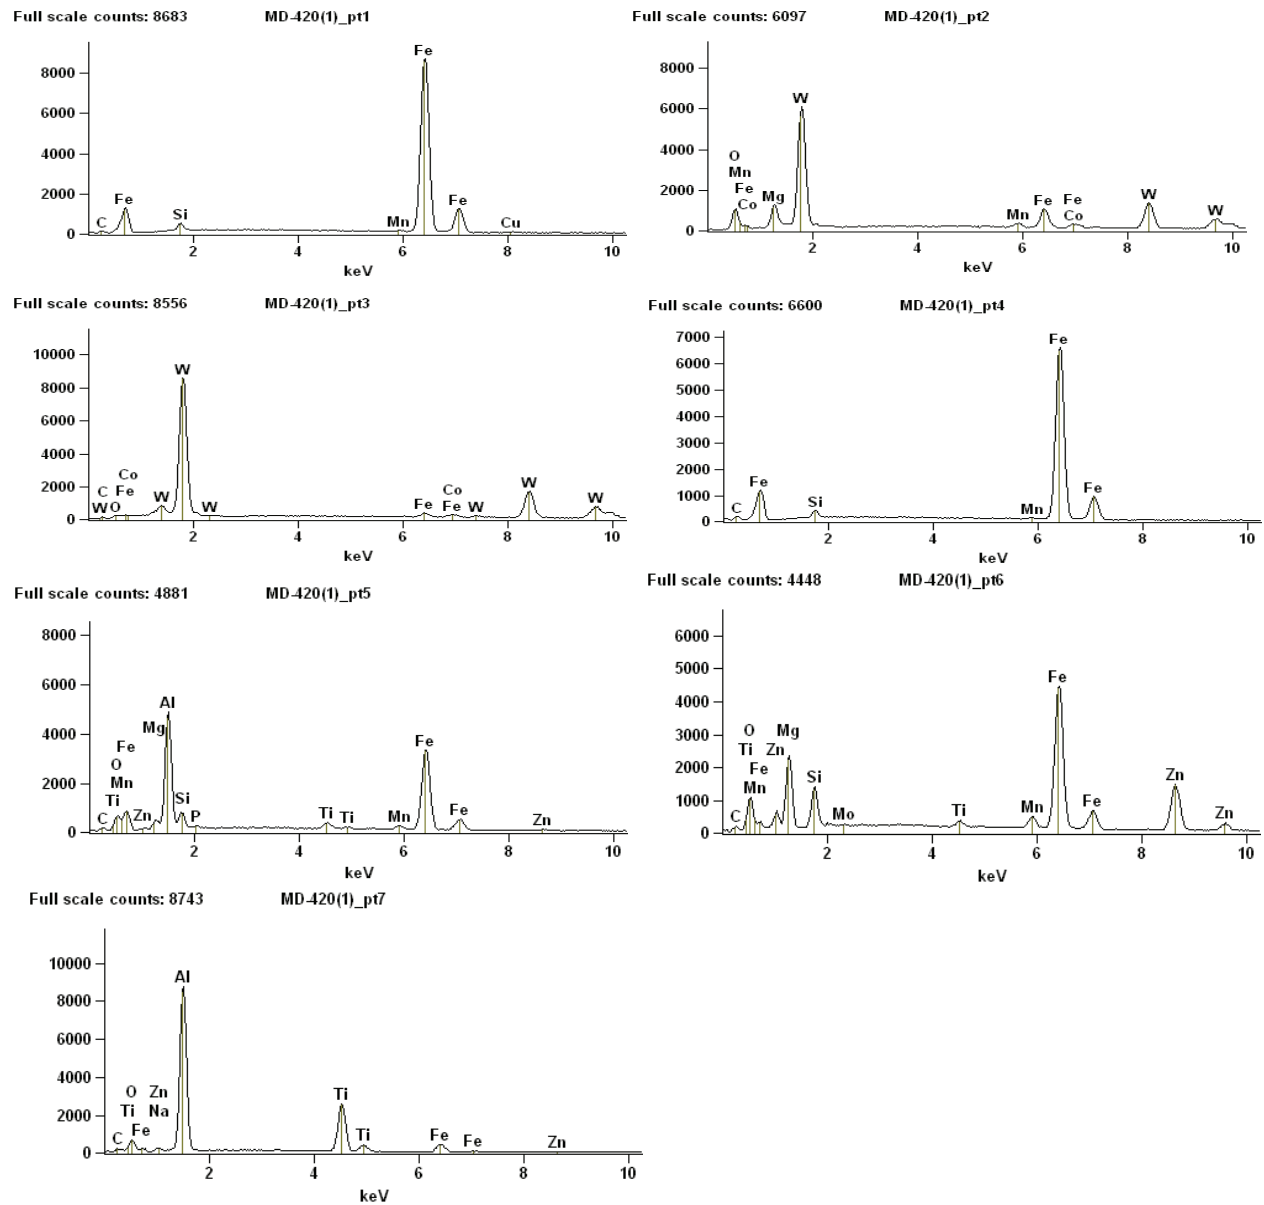 Full scale counts: 8683 MD-420(1)_pt1
Fe
8000
6000
4000
2000
0
C
Fe
Si
Mn
Fe
Cu
2 4 6 8 10
keV
Full scale counts: 6097 MD-420(1)_pt2
8000
6000
4000
2000
0
W
O
Mn
Fe
Co
Mg
Mn
Fe
Fe
Co
W
W
2 4 6 8 10
keV
Full scale counts: 8556 MD-420(1)_pt3
10000
8000
6000
4000
2000
0
W
Co
C Fe
W O
W
W
Fe
Co
Fe W
W
W
2 4 6 8 10
keV
Full scale counts: 6600 MD-420(1)_pt4
7000
6000
5000
4000
3000
2000
1000
0
Fe
C
Fe
Si
Mn
Fe
2 4 6 8 10
keV
Full scale counts: 4881 MD-420(1)_pt5
8000
6000
4000
2000
0
Al
Mg
Fe
O
Mn
Ti
C
Zn
Si
P
Ti
Ti
Mn
Fe
Fe
Zn
2 4 6 8 10
keV
Full scale counts: 4448 MD-420(1)_pt6
6000
5000
4000
3000
2000
1000
0
Fe
O Mg
Ti Zn
Fe
Mn
C
Si
Mo
Ti
Mn
Fe
Zn
Zn
2 4 6 8 10
keV
Full scale counts: 8743 MD-420(1)_pt7
10000
8000
6000
4000
2000
0
Al
O Zn
Ti Na
Fe
C
Ti
Ti
Fe
Fe
Zn
2 4 6 8 10
keV